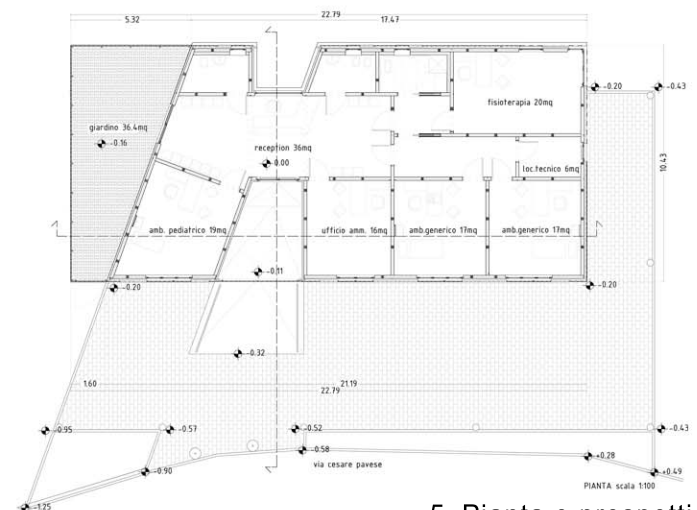 22.79
5.32 17.47
-0.20 -0.43
fisioterapia 20mq
giardino 36.4mq
-0.16
reception 36mq
0.00
10.43
loc.tecnico 6mq
amb. pediatrico 19mq ufficio amm. 16mq amb.generico 17mq amb.generico 17mq
-0.11
-0.20 -0.20
-0.32
1.60 21.19
22.79
-0.95 -0.57 -0.52 -0.43
-0.58
+0.28
via cesare pavese
-0.90 +0.49
PIANTA scala 1:100
-1.25
5. Pianta e prospetti